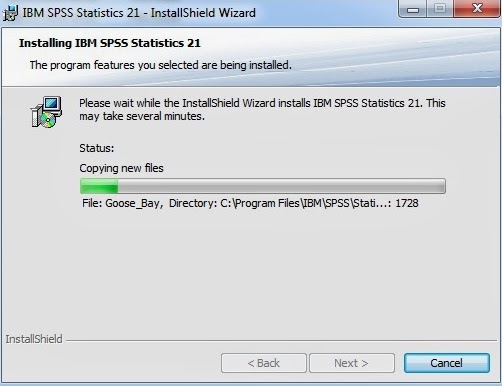 IBM SPSS Statistics 21 - InstallShield Wizard
Installing IBM SPSS Statistics 21
The program features you selected are being installed.
Please wait while the InstallShield Wizard installs IBM SPSS Statistics 21. This
may take several minutes.
Status:
Copying new files
File: Goose_Bay,  Directory: C:\Program Files\IBM\SPSS\Stati...: 1728
InstallShield
< Back
Next >
Cancel